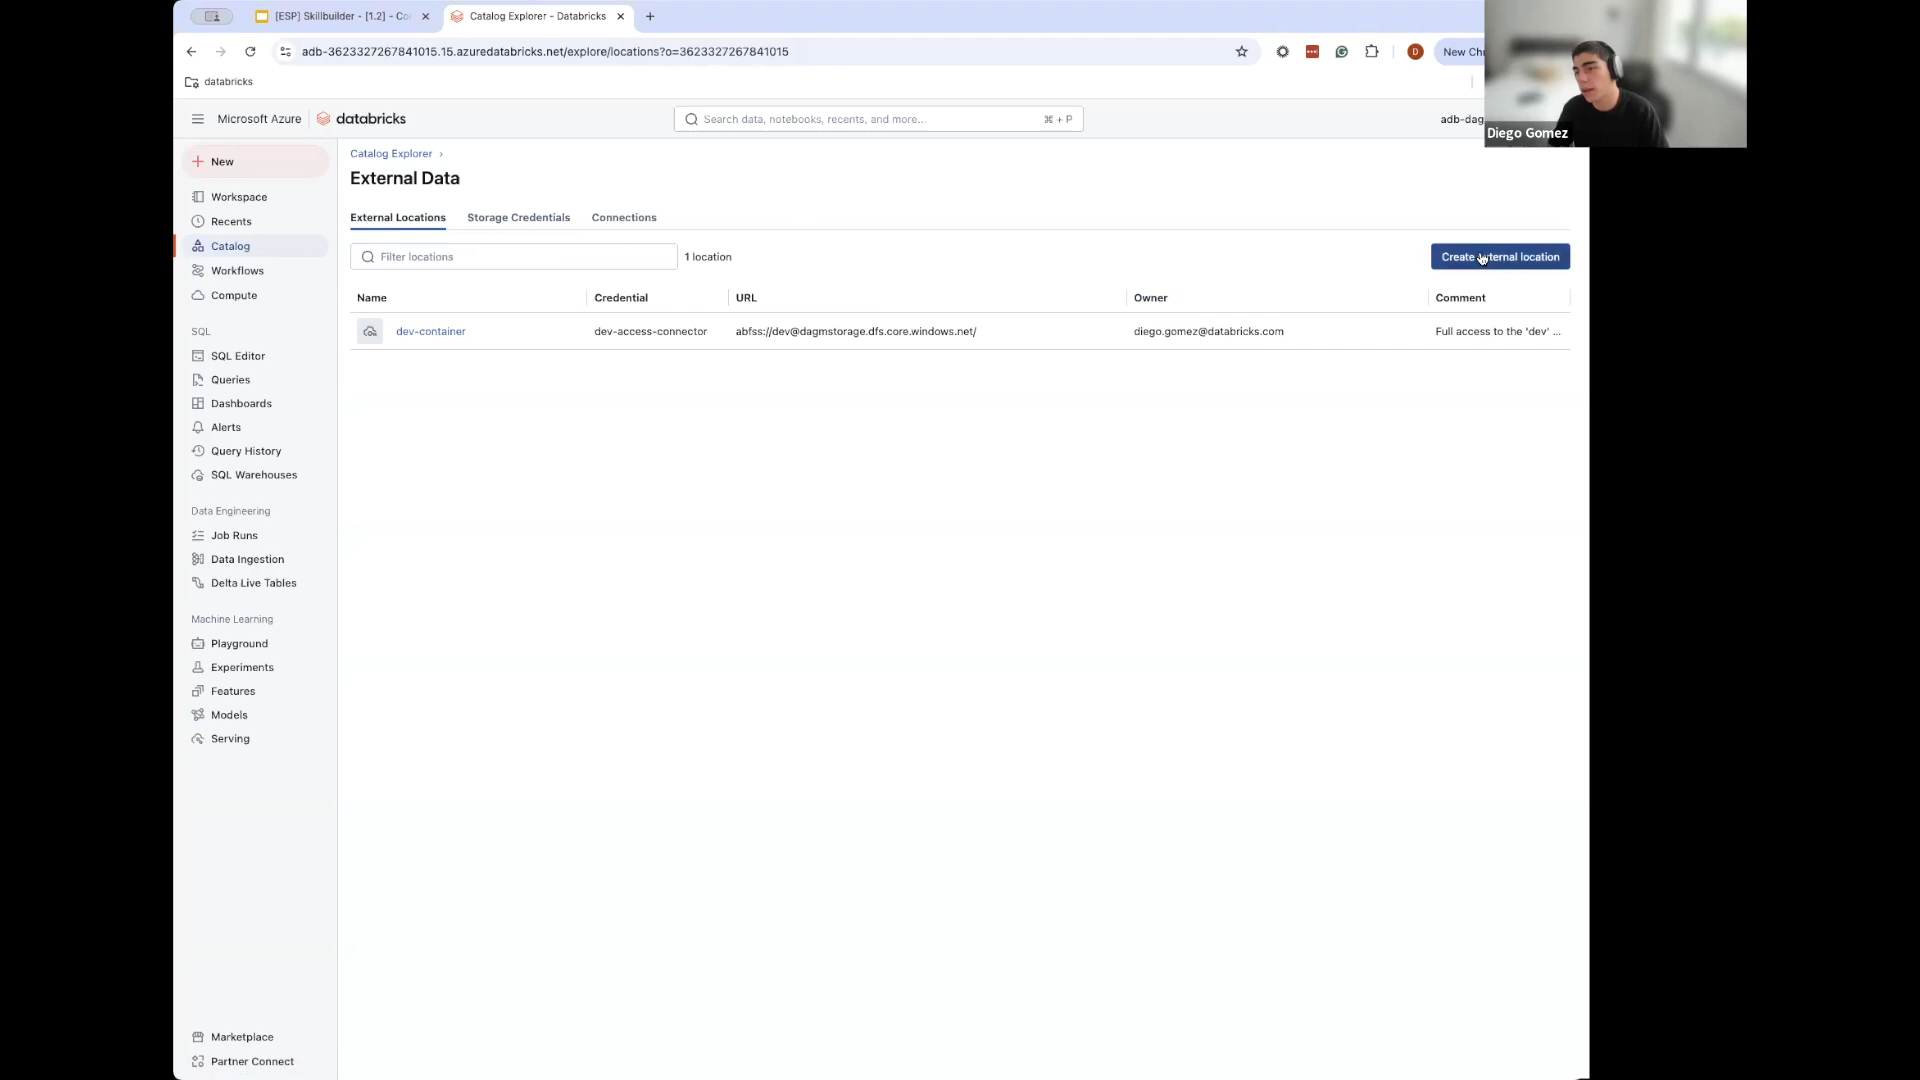 [ESP] Skillbuilder - [1.2] - Co
Catalog Explorer - Databricks
adb-3623327267841015.15.azuredatabricks.net/explore/locations?o=3623327267841015
D
New Ch
databricks
Microsoft Azure
databricks
Search data, notebooks, recents, and more...
⌘ + P
adb-dag
Diego Gomez
New
Workspace
Recents
Catalog
Workflows
Compute
SQL
SQL Editor
Queries
Dashboards
Alerts
Query History
SQL Warehouses
Data Engineering
Job Runs
Data Ingestion
Delta Live Tables
Machine Learning
Playground
Experiments
Features
Models
Serving
Marketplace
Partner Connect
Catalog Explorer ›
External Data
External Locations Storage Credentials Connections
Filter locations
1 location
Create external location
Name Credential URL Owner Comment
dev-container dev-access-connector abfss://dev@dagmstorage.dfs.core.windows.net/ diego.gomez@databricks.com Full access to the 'dev' ...